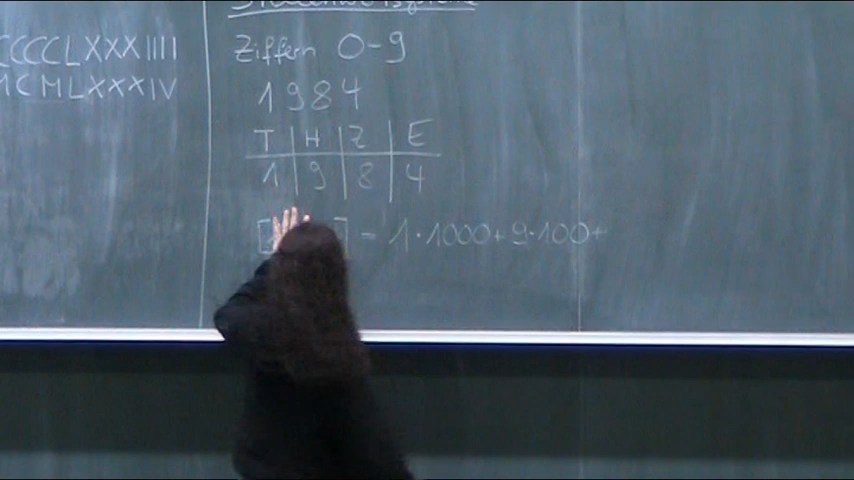 CCCCLXXXIIII
MCMLXXXIV
Ziffern 0-9
1984
T H Z E
1 9 8 4
[ ] = 1·1000+9·100+